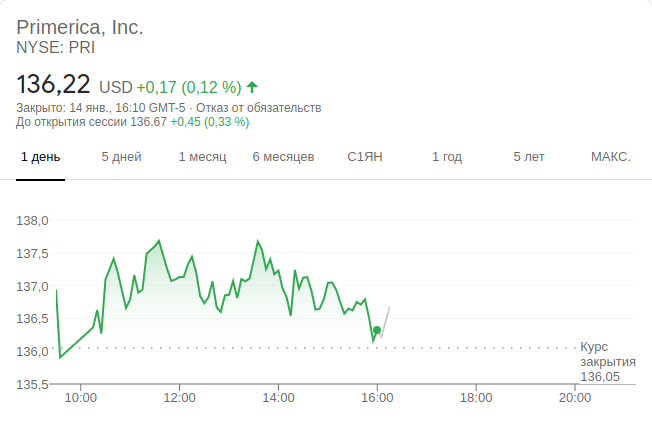 Primerica, Inc.
NYSE: PRI
136,22 USD +0,17 (0,12 %)
Закрыто: 14 янв., 16:10 GMT-5 · Отказ от обязательств
До открытия сессии 136,67 +0,45 (0,33 %)
1 день 5 дней 1 месяц 6 месяцев С1ЯН 1 год 5 лет МАКС.
138,0
137,5
137,0
136,5
136,0
135,5
Курс
закрытия
136,05
10:00 12:00 14:00 16:00 18:00 20:00